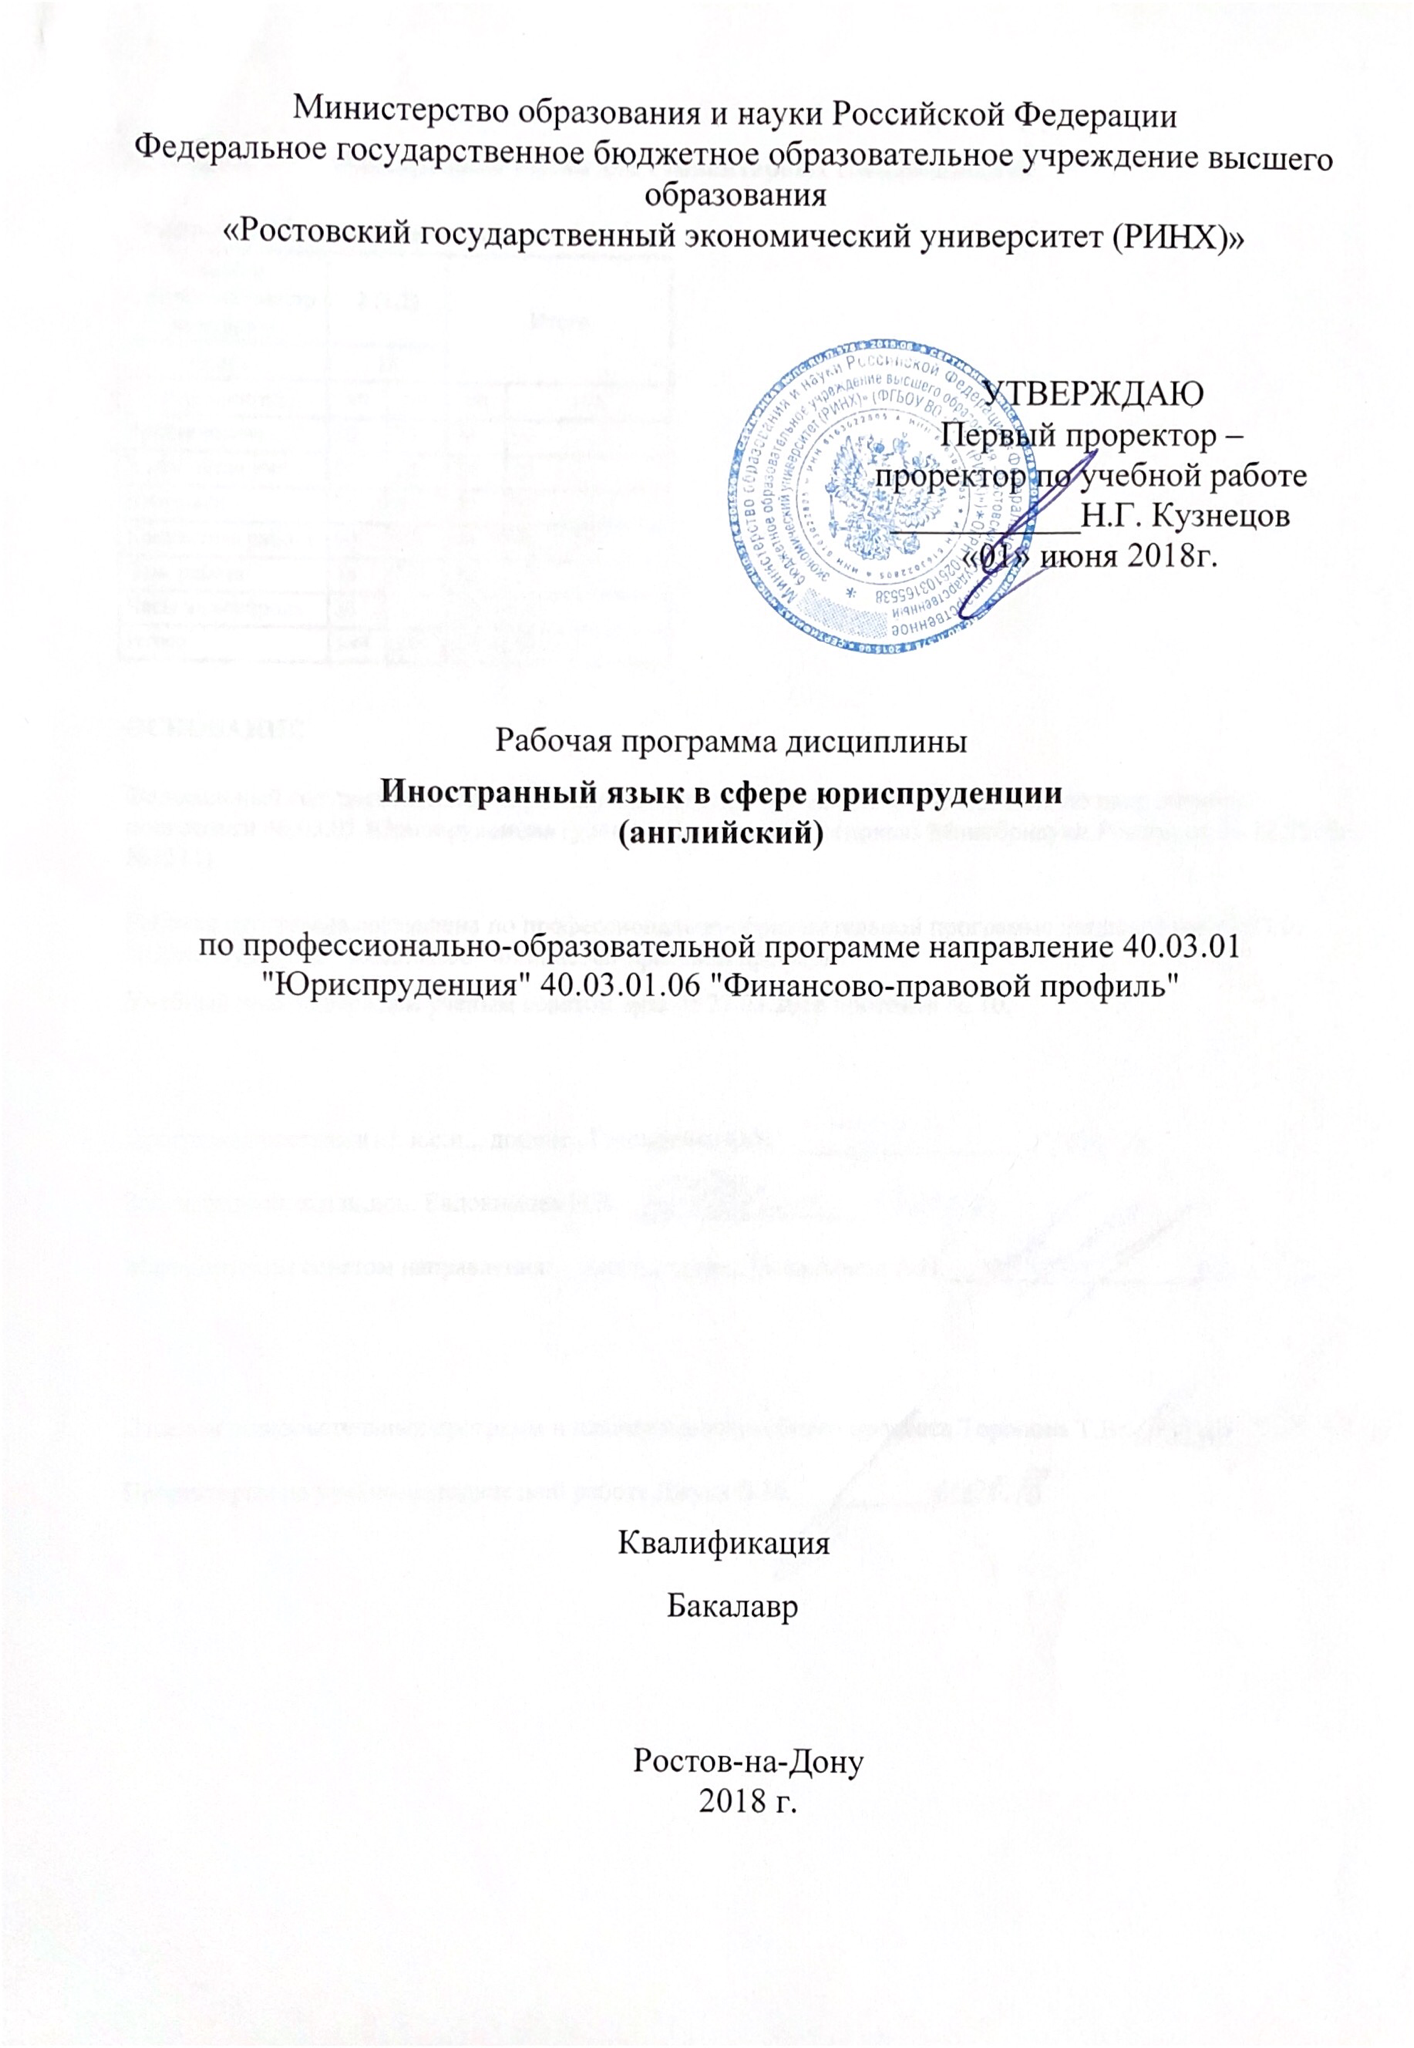 Министерство образования и науки Российской Федерации
Федеральное государственное бюджетное образовательное учреждение высшего
образования
«Ростовский государственный экономический университет (РИНХ)»
УТВЕРЖДАЮ
Первый проректор –
проректор по учебной работе
Н.Г. Кузнецов
«01» июня 2018г.
Рабочая программа дисциплины
Иностранный язык в сфере юриспруденции
(английский)
по профессионально-образовательной программе направление 40.03.01
"Юриспруденция" 40.03.01.06 "Финансово-правовой профиль"
Квалификация
Бакалавр
Ростов-на-Дону
2018 г.